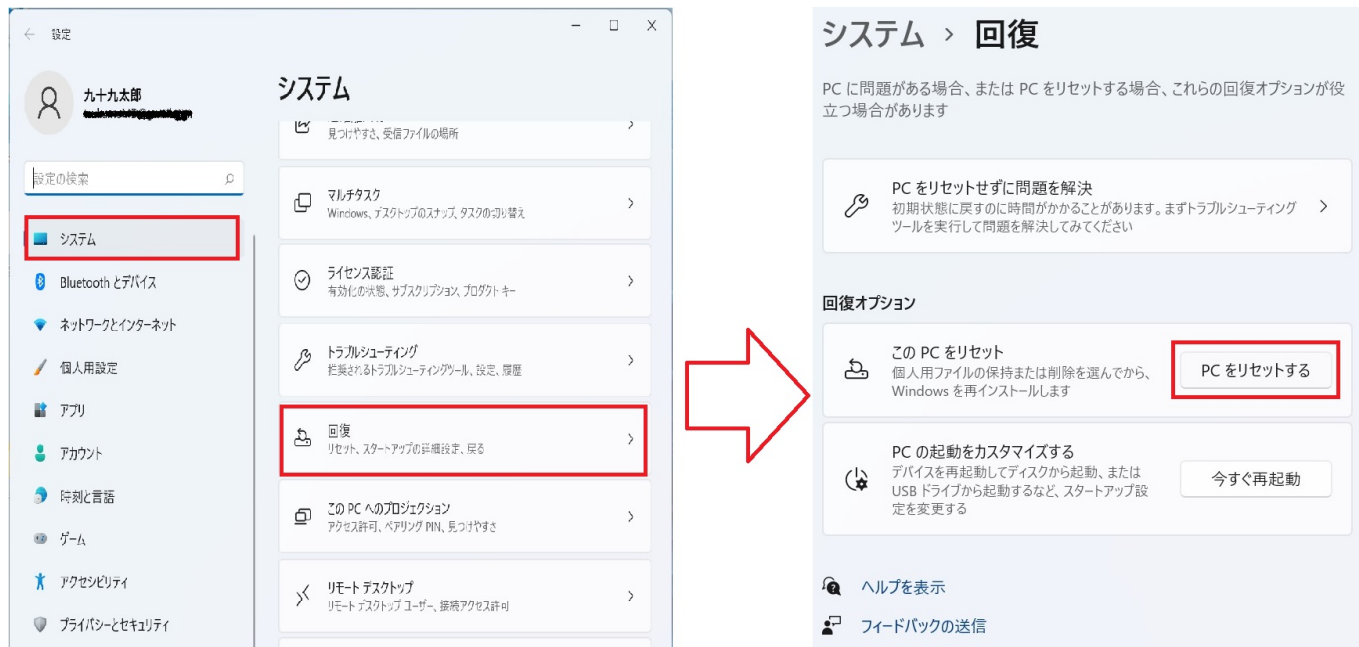 設定
九十九太郎
設定の検索
システム
Bluetooth とデバイス
ネットワークとインターネット
個人用設定
アプリ
アカウント
時刻と言語
ゲーム
アクセシビリティ
プライバシーとセキュリティ
システム
見つけやすさ、受信ファイルの場所
マルチタスク
Windows、デスクトップのスナップ、タスクの切り替え
ライセンス認証
有効化の状態、サブスクリプション、プロダクト キー
トラブルシューティング
推奨されるトラブルシューティングツール、設定、履歴
回復
リセット、スタートアップの詳細設定、戻る
この PC へのプロジェクション
アクセス許可、ペアリング PIN、見つけやすさ
リモート デスクトップ
リモート デスクトップ ユーザー、接続アクセス許可
システム › 回復
PC に問題がある場合、または PC をリセットする場合、これらの回復オプションが役
立つ場合があります
PC をリセットせずに問題を解決
初期状態に戻すのに時間がかかることがあります。まずトラブルシューティング
ツールを実行して問題を解決してみてください
回復オプション
この PC をリセット
個人用ファイルの保持または削除を選んでから、
Windows を再インストールします
PC をリセットする
PC の起動をカスタマイズする
デバイスを再起動してディスクから起動、または
USB ドライブから起動するなど、スタートアップ設
定を変更する
今すぐ再起動
ヘルプを表示
フィードバックの送信